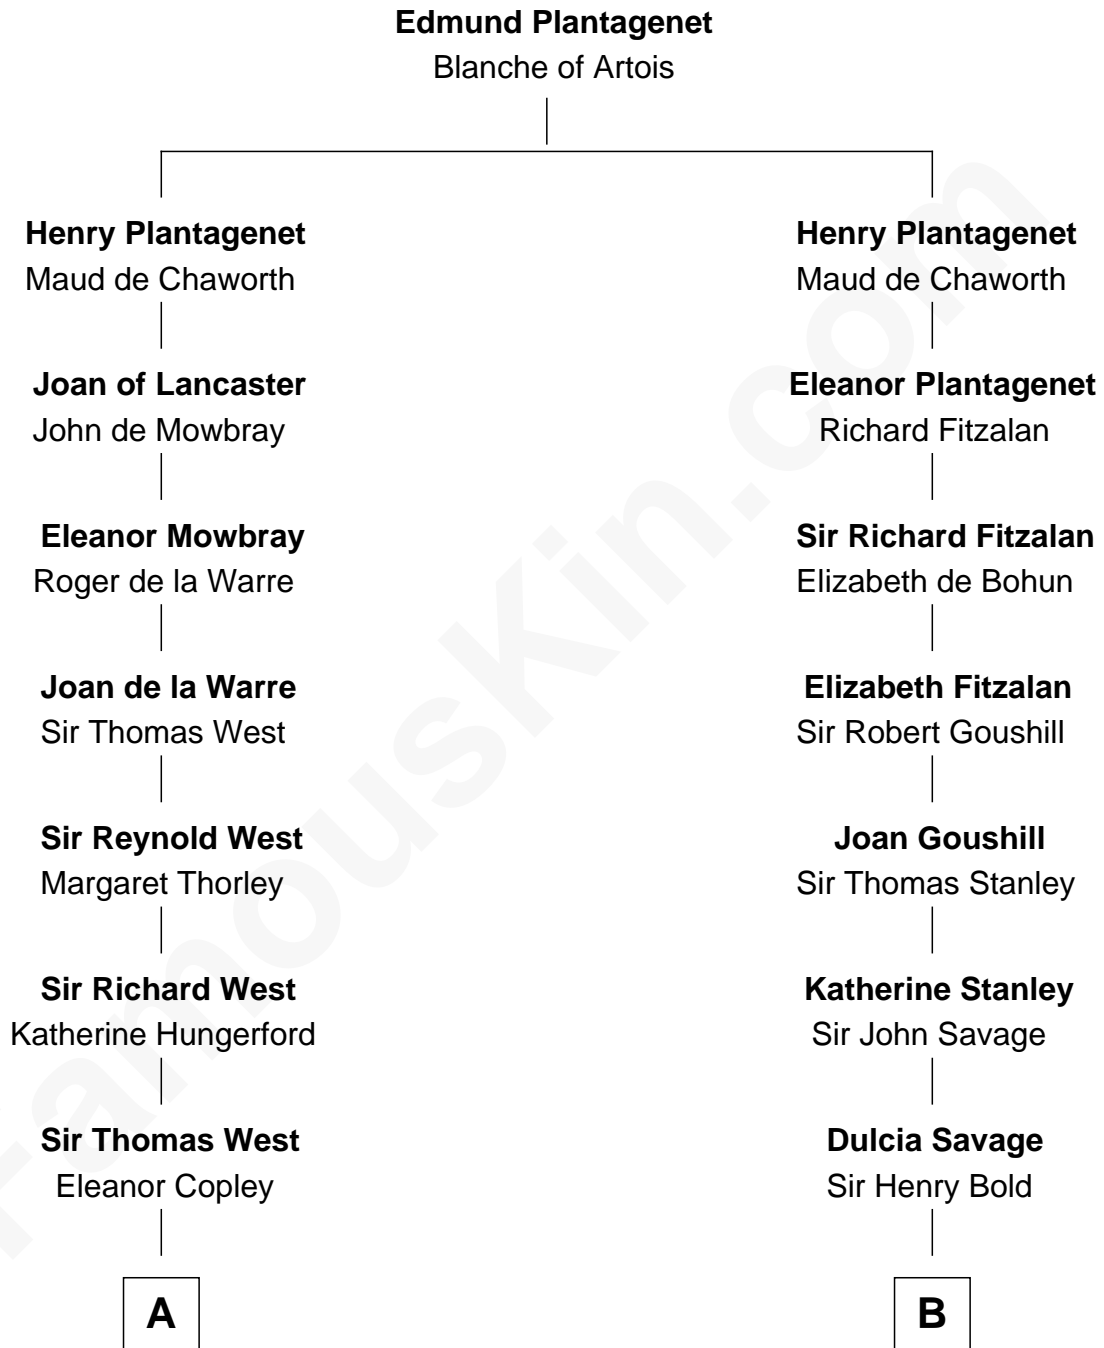 Edmund Plantagenet
Blanche of Artois
Henry Plantagenet
Maud de Chaworth
Henry Plantagenet
Maud de Chaworth
Joan of Lancaster
John de Mowbray
Eleanor Plantagenet
Richard Fitzalan
Eleanor Mowbray
Roger de la Warre
Sir Richard Fitzalan
Elizabeth de Bohun
Joan de la Warre
Sir Thomas West
Elizabeth Fitzalan
Sir Robert Goushill
Sir Reynold West
Margaret Thorley
Joan Goushill
Sir Thomas Stanley
Sir Richard West
Katherine Hungerford
Katherine Stanley
Sir John Savage
Sir Thomas West
Eleanor Copley
Dulcia Savage
Sir Henry Bold
A
B
FamousKin.com